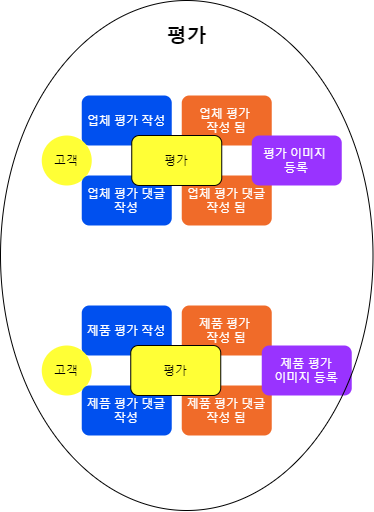 평가
업체 평가 작성
업체 평가
작성 됨
고객
평가
평가 이미지
등록
업체 평가 댓글
작성
업체 평가 댓글
작성 됨
제품 평가 작성
제품 평가
작성 됨
고객
평가
제품 평가
이미지 등록
제품 평가 댓글
작성
제품 평가 댓글
작성 됨